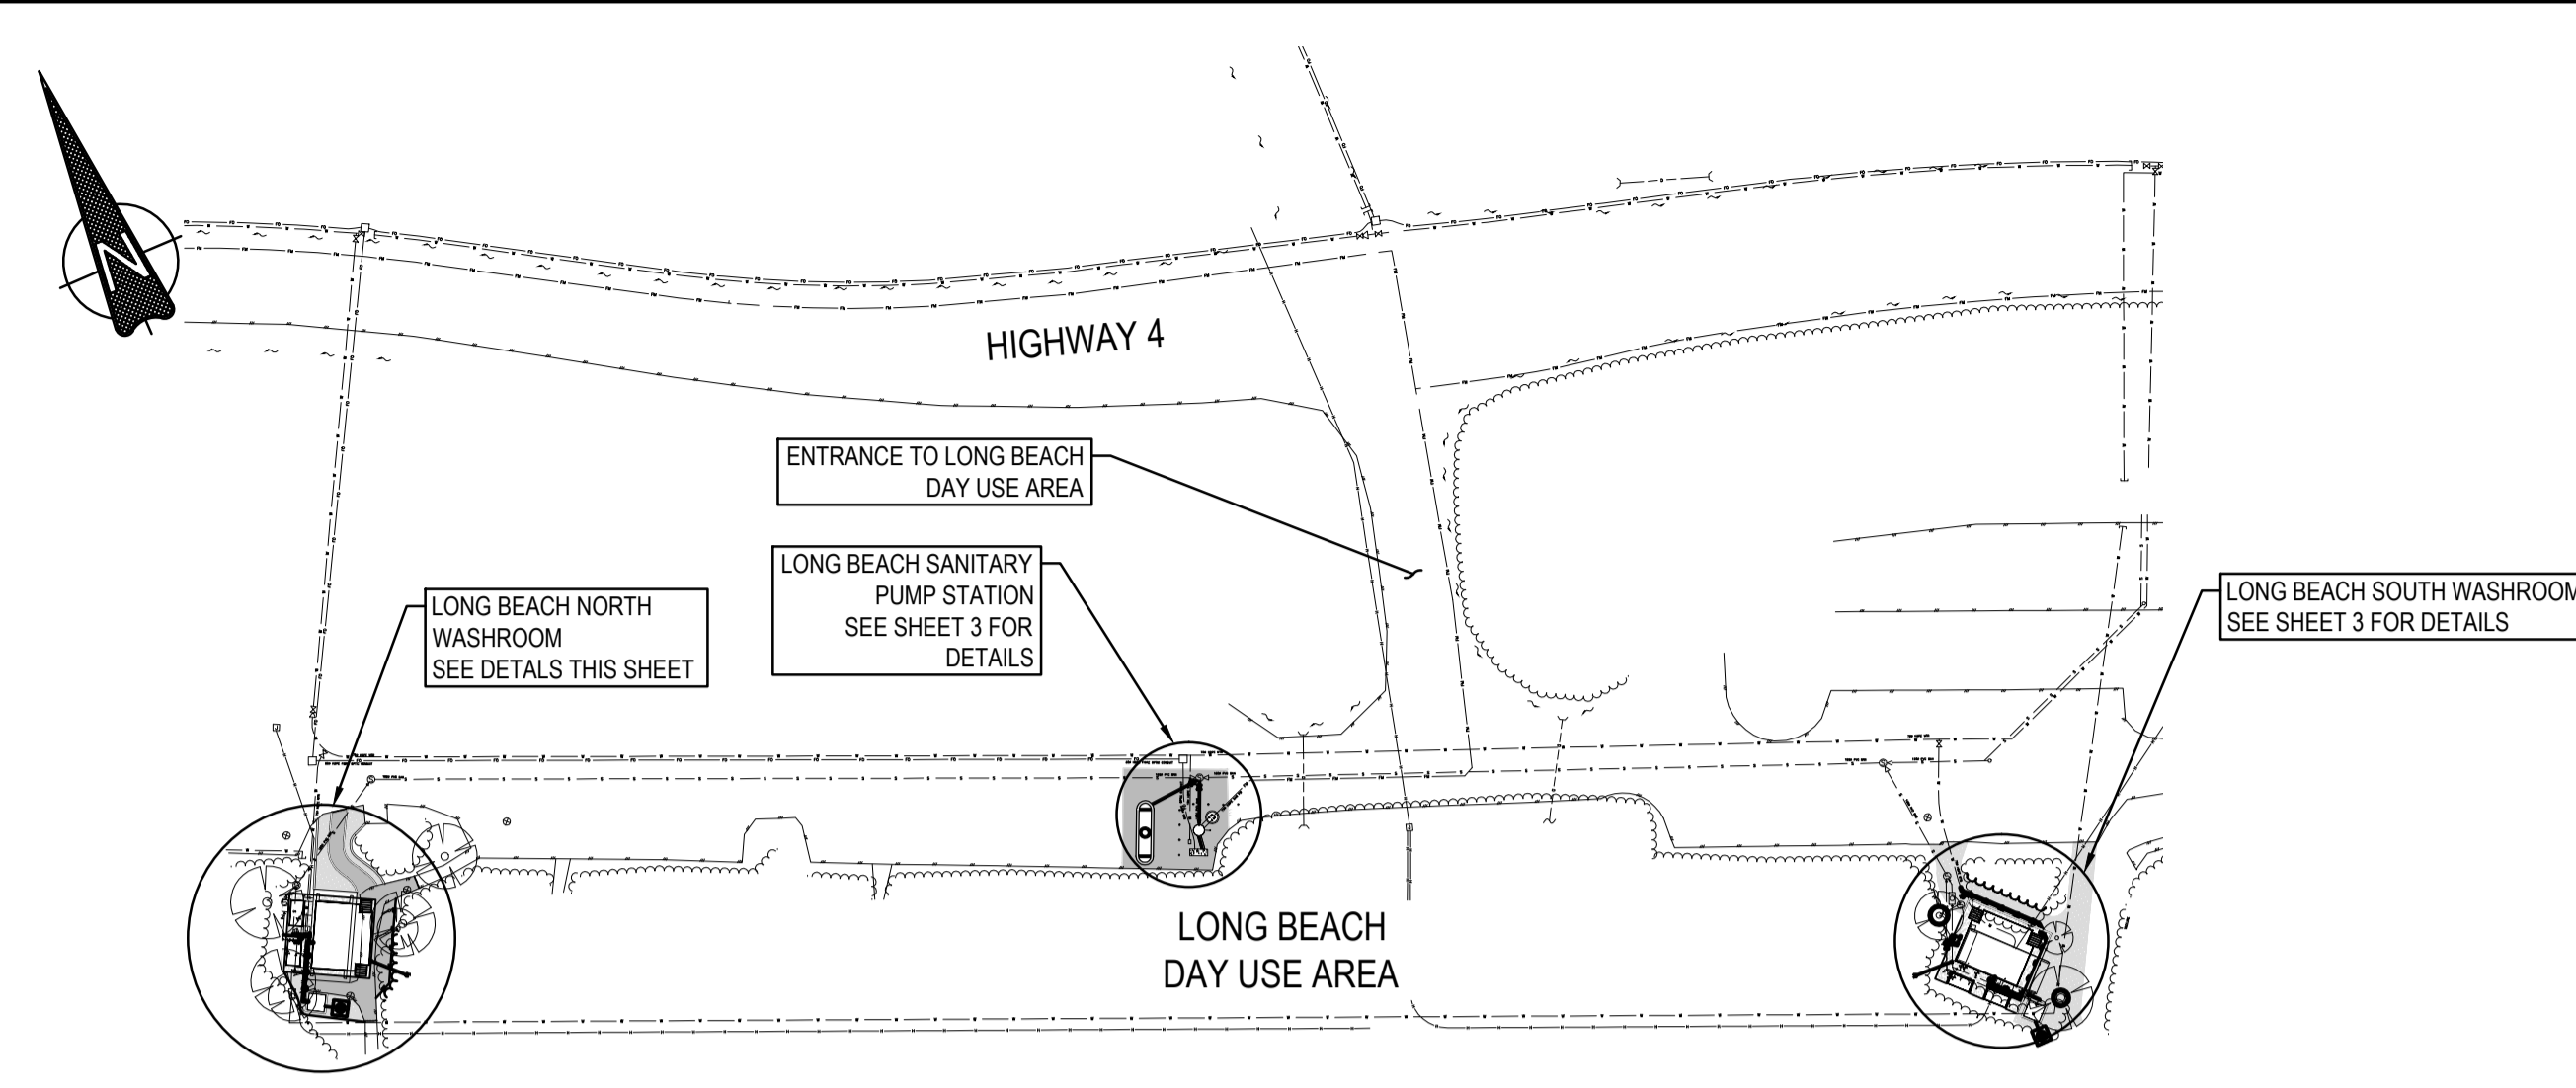 N
HIGHWAY 4
ENTRANCE TO LONG BEACH
DAY USE AREA
LONG BEACH SANITARY
PUMP STATION
SEE SHEET 3 FOR
DETAILS
LONG BEACH NORTH
WASHROOM
SEE DETALS THIS SHEET
LONG BEACH SOUTH WASHROOM
SEE SHEET 3 FOR DETAILS
LONG BEACH
DAY USE AREA